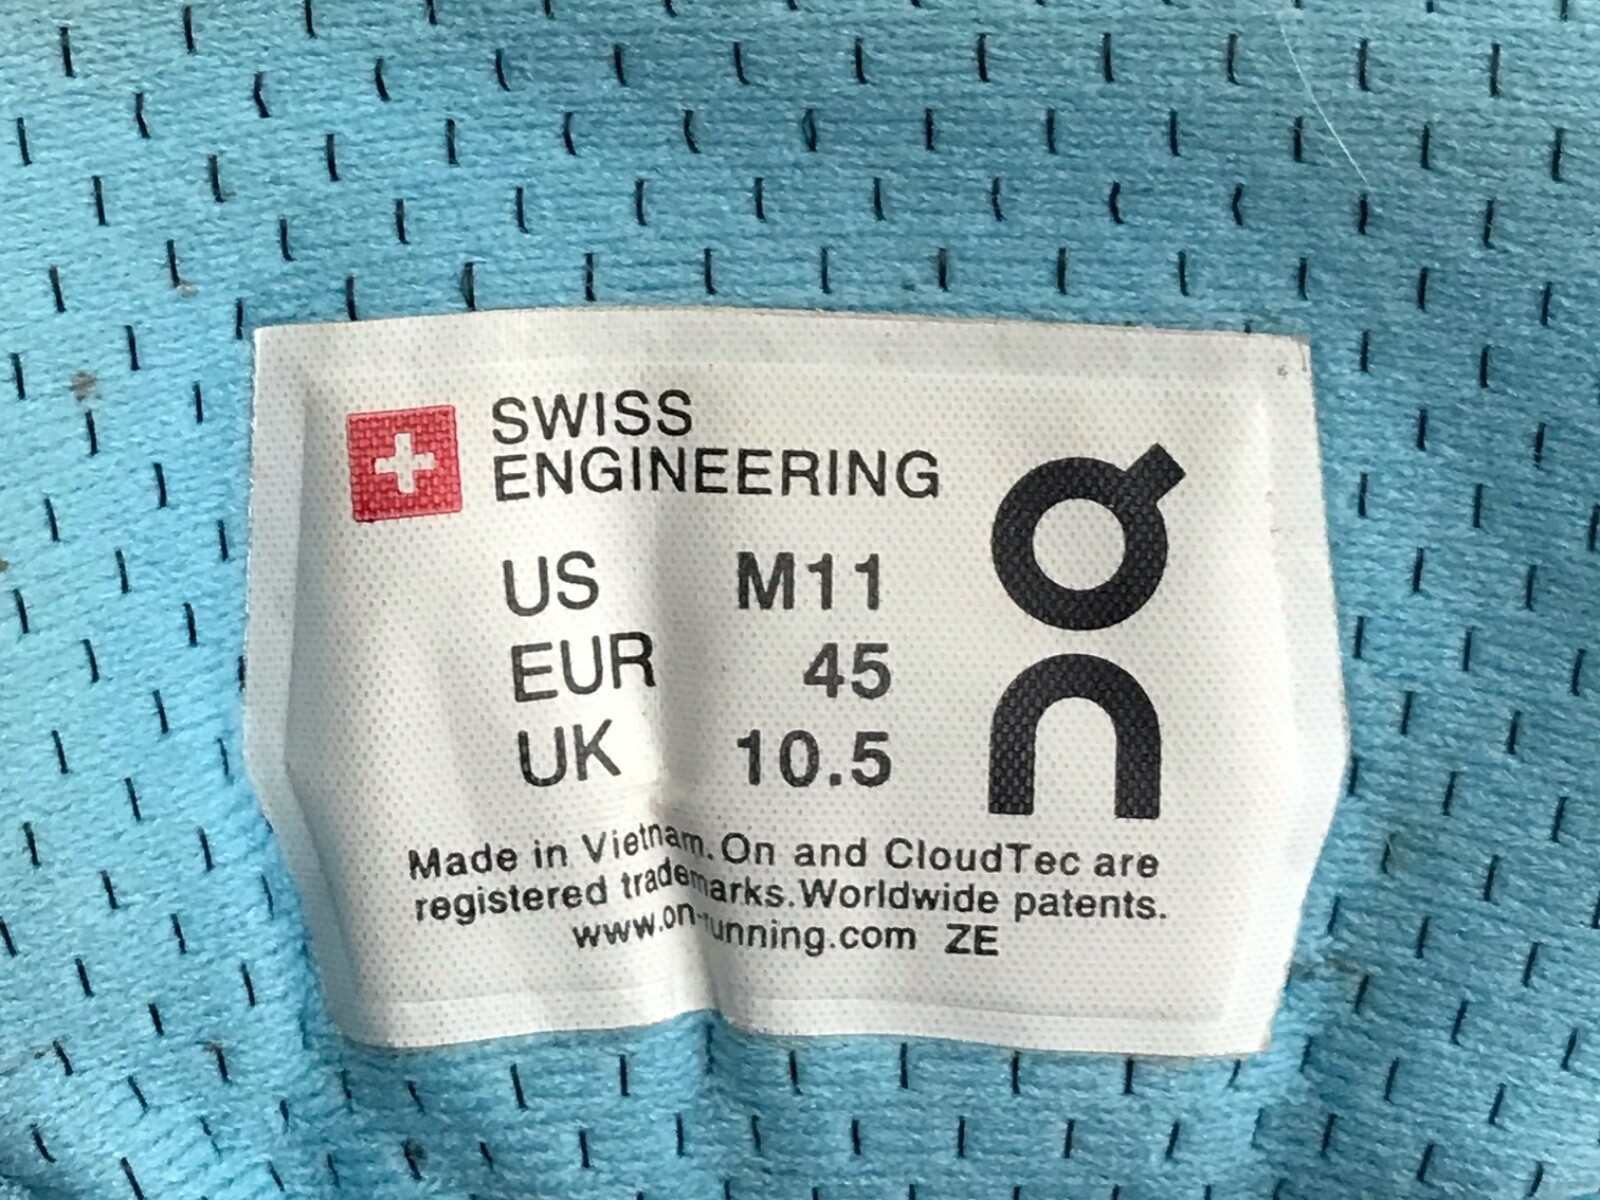 SWISS
ENGINEERING
US M11
EUR 45
UK 10.5
On
Made in Vietnam. On and CloudTec are
registered trademarks. Worldwide patents.
www.on-running.com ZE